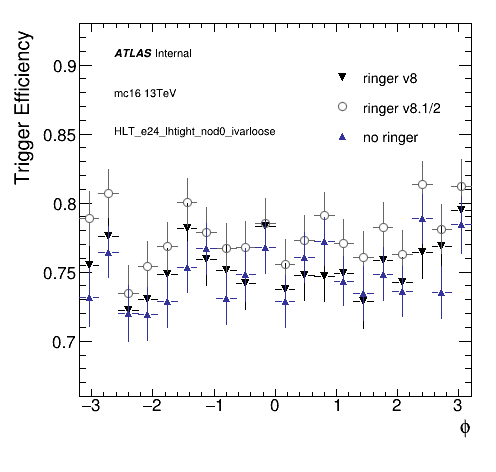 Trigger Efficiency
ATLAS Internal
mc16 13TeV
HLT_e24_lhtight_nod0_ivarloose
ringer v8
ringer v8.1/2
no ringer
0.9
0.85
0.8
0.75
0.7
−3 −2 −1 0 1 2 3
ϕ